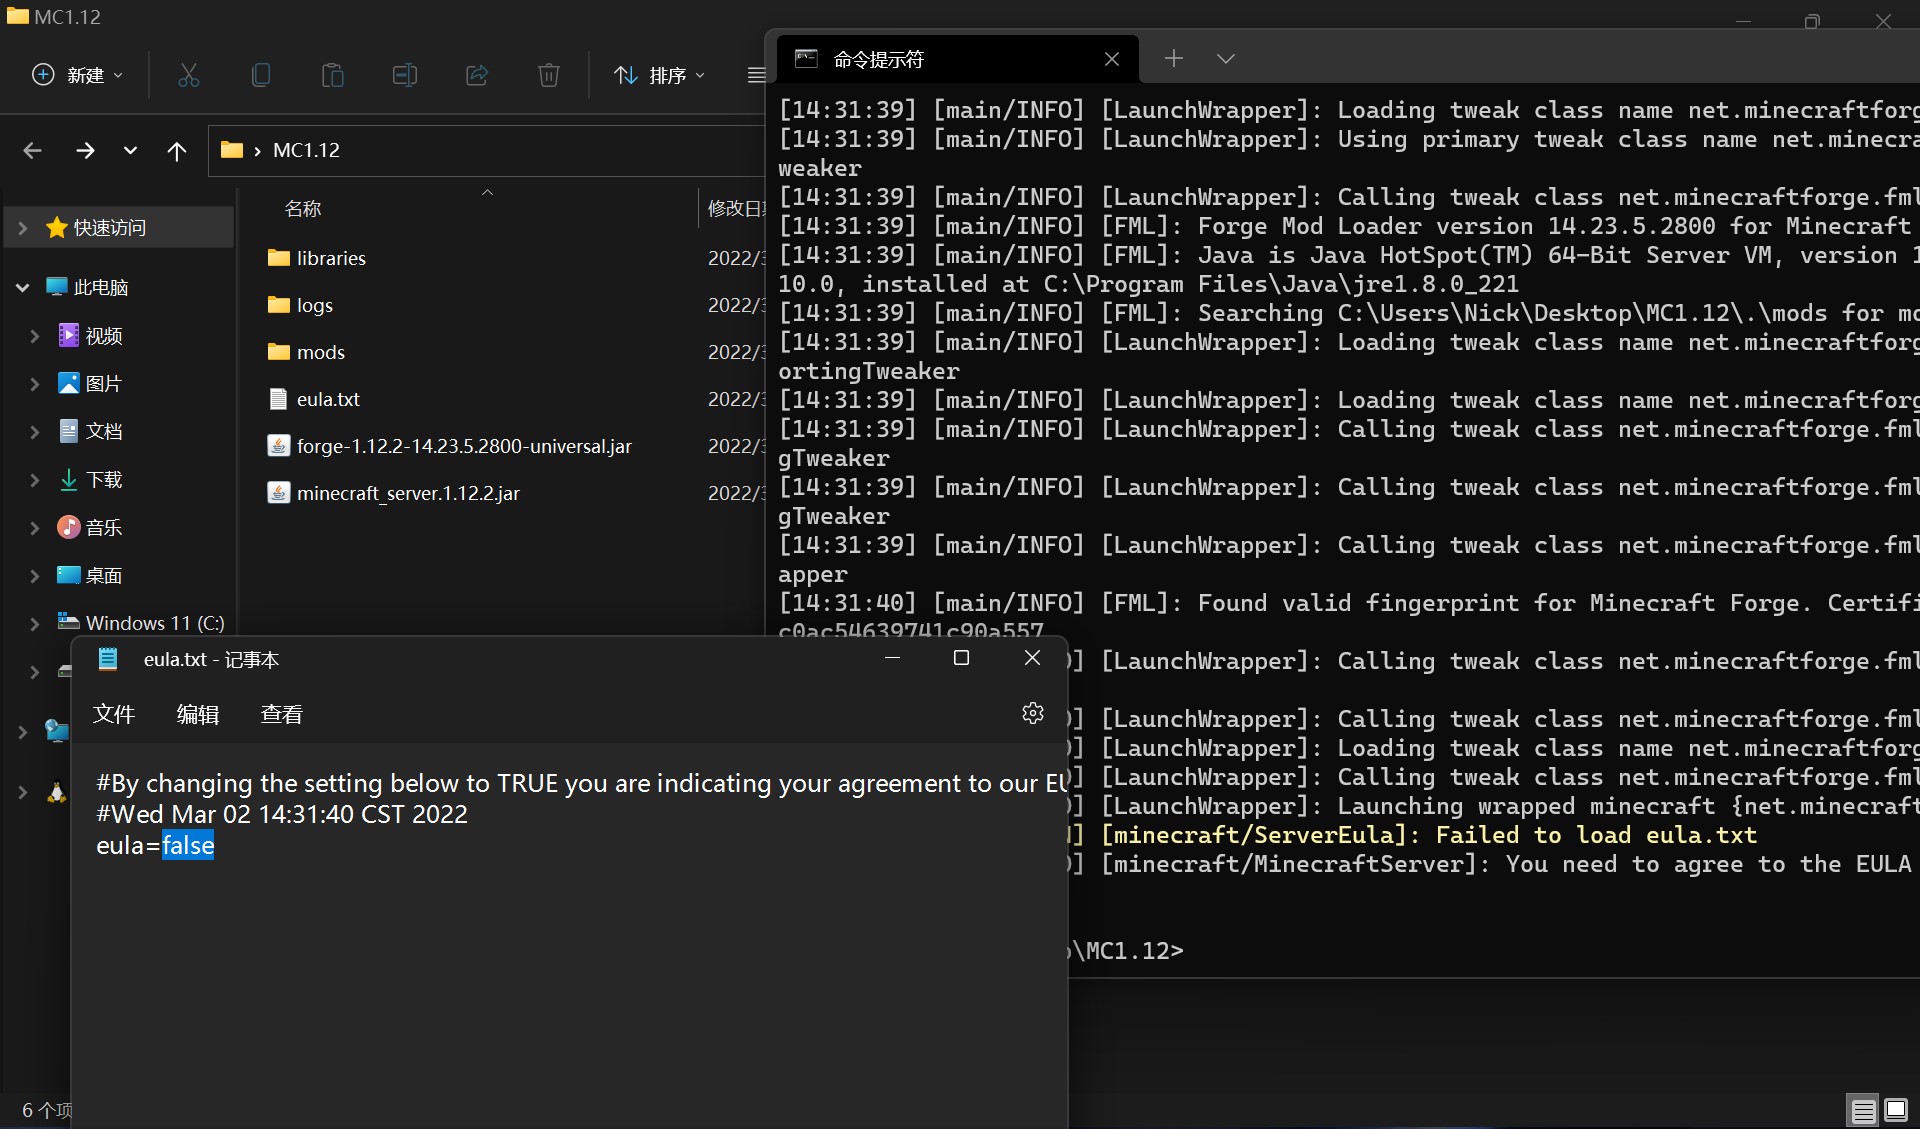 MC1.12
新建
排序
MC1.12
名称
修改日
快速访问
libraries
2022/3
logs
2022/3
mods
2022/3
eula.txt
2022/3
forge-1.12.2-14.23.5.2800-universal.jar
2022/3
minecraft_server.1.12.2.jar
2022/3
此电脑
视频
图片
文档
下载
音乐
桌面
Windows 11 (C:)
6 个项
命令提示符
[14:31:39] [main/INFO] [LaunchWrapper]: Loading tweak class name net.minecraftforg
[14:31:39] [main/INFO] [LaunchWrapper]: Using primary tweak class name net.minecra
weaker
[14:31:39] [main/INFO] [LaunchWrapper]: Calling tweak class net.minecraftforge.fml
[14:31:39] [main/INFO] [FML]: Forge Mod Loader version 14.23.5.2800 for Minecraft
[14:31:39] [main/INFO] [FML]: Java is Java HotSpot(TM) 64-Bit Server VM, version 1
10.0, installed at C:\Program Files\Java\jre1.8.0_221
[14:31:39] [main/INFO] [FML]: Searching C:\Users\Nick\Desktop\MC1.12\.\mods for mo
[14:31:39] [main/INFO] [LaunchWrapper]: Loading tweak class name net.minecraftforg
ortingTweaker
[14:31:39] [main/INFO] [LaunchWrapper]: Loading tweak class name net.minecraftforg
[14:31:39] [main/INFO] [LaunchWrapper]: Calling tweak class net.minecraftforge.fml
gTweaker
[14:31:39] [main/INFO] [LaunchWrapper]: Calling tweak class net.minecraftforge.fml
gTweaker
[14:31:39] [main/INFO] [LaunchWrapper]: Calling tweak class net.minecraftforge.fml
apper
[14:31:40] [main/INFO] [FML]: Found valid fingerprint for Minecraft Forge. Certifi
c0ac54639741c90a557
] [LaunchWrapper]: Calling tweak class net.minecraftforge.fml
] [LaunchWrapper]: Calling tweak class net.minecraftforge.fml
] [LaunchWrapper]: Loading tweak class name net.minecraftforg
] [LaunchWrapper]: Calling tweak class net.minecraftforge.fml
] [LaunchWrapper]: Launching wrapped minecraft {net.minecraft
] [minecraft/ServerEula]: Failed to load eula.txt
] [minecraft/MinecraftServer]: You need to agree to the EULA
\MC1.12>
eula.txt - 记事本
文件 编辑 查看
#By changing the setting below to TRUE you are indicating your agreement to our EU
#Wed Mar 02 14:31:40 CST 2022
eula=false